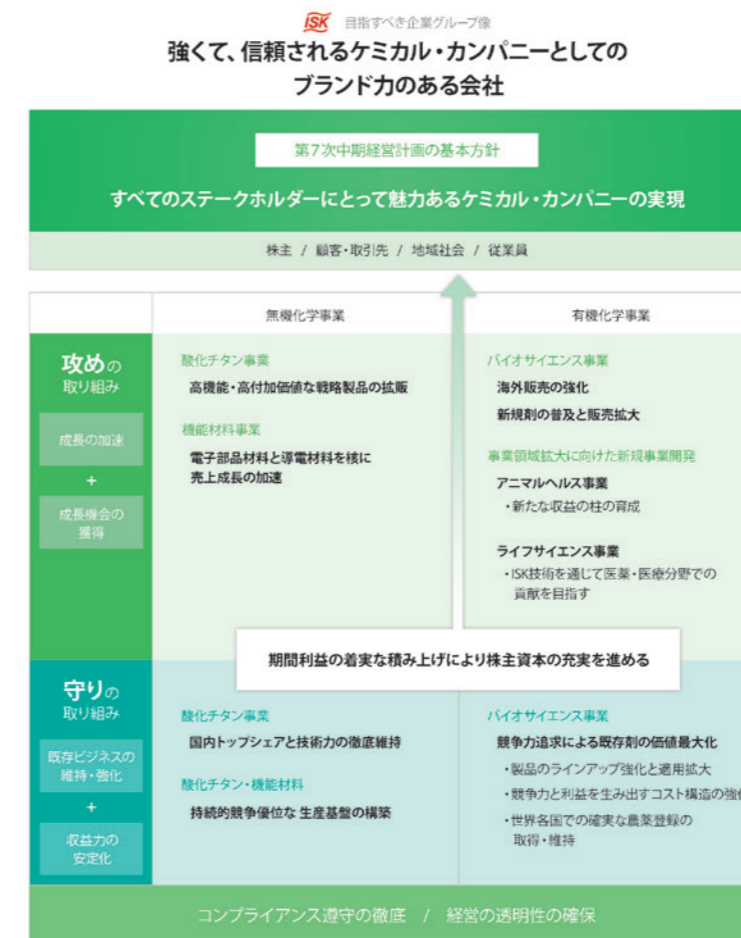 ISK 目指すべき企業グループ像
強くて、信頼されるケミカル・カンパニーとしての
ブランド力のある会社
第7次中期経営計画の基本方針
すべてのステークホルダーにとって魅力あるケミカル・カンパニーの実現
株主 / 顧客・取引先 / 地域社会 / 従業員
無機化学事業
有機化学事業
攻めの
取り組み
成長の加速
+
成長機会の
獲得
酸化チタン事業
高機能・高付加価値な戦略製品の拡販
機能材料事業
電子部品材料と導電材料を核に
売上成長の加速
バイオサイエンス事業
海外販売の強化
新規剤の普及と販売拡大
事業領域拡大に向けた新規事業開発
アニマルヘルス事業
・新たな収益の柱の育成
ライフサイエンス事業
・ISK技術を通じて医薬・医療分野での
貢献を目指す
期間利益の着実な積み上げにより株主資本の充実を進める
守りの
取り組み
既存ビジネスの
維持・強化
+
収益力の
安定化
酸化チタン事業
国内トップシェアと技術力の徹底維持
酸化チタン・機能材料
持続的競争優位な 生産基盤の構築
バイオサイエンス事業
競争力追求による既存剤の価値最大化
・製品のラインアップ強化と適用拡大
・競争力と利益を生み出すコスト構造の強
・世界各国での確実な農薬登録の
取得・維持
コンプライアンス遵守の徹底 / 経営の透明性の確保